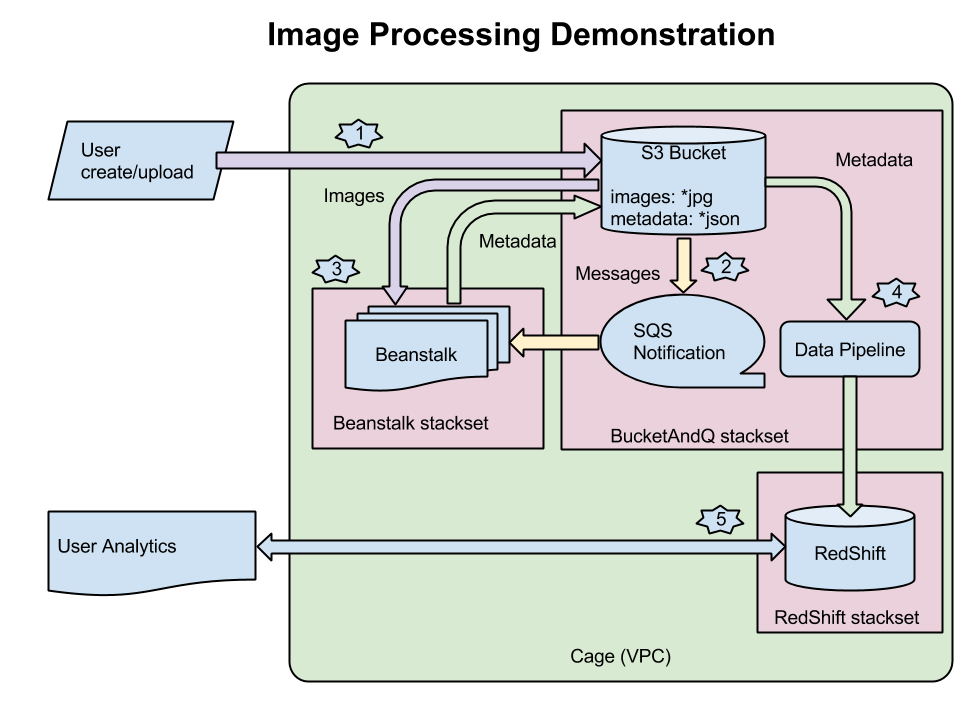 Image Processing Demonstration
User
create/upload
1
S3 Bucket
images: *jpg
metadata: *json
Metadata
Images
Metadata
3
Messages
2
4
SQS
Notification
Data Pipeline
Beanstalk
Beanstalk stackset
BucketAndQ stackset
5
User Analytics
RedShift
RedShift stackset
Cage (VPC)